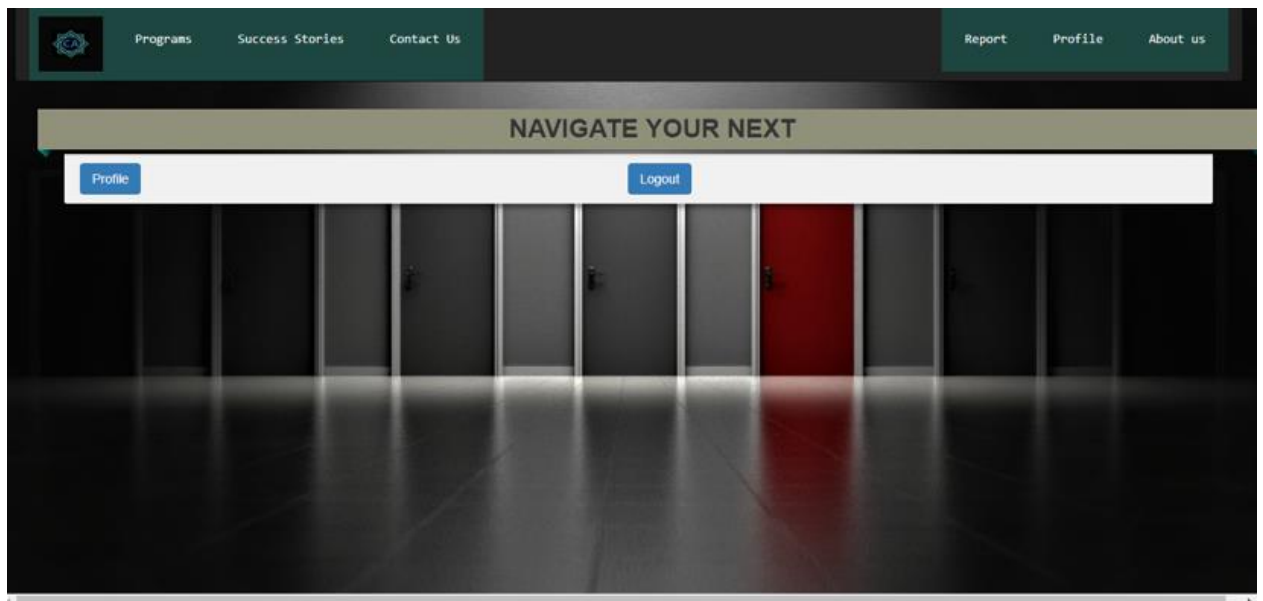 CA Programs Success Stories Contact Us Report Profile About us
NAVIGATE YOUR NEXT
Profile Logout